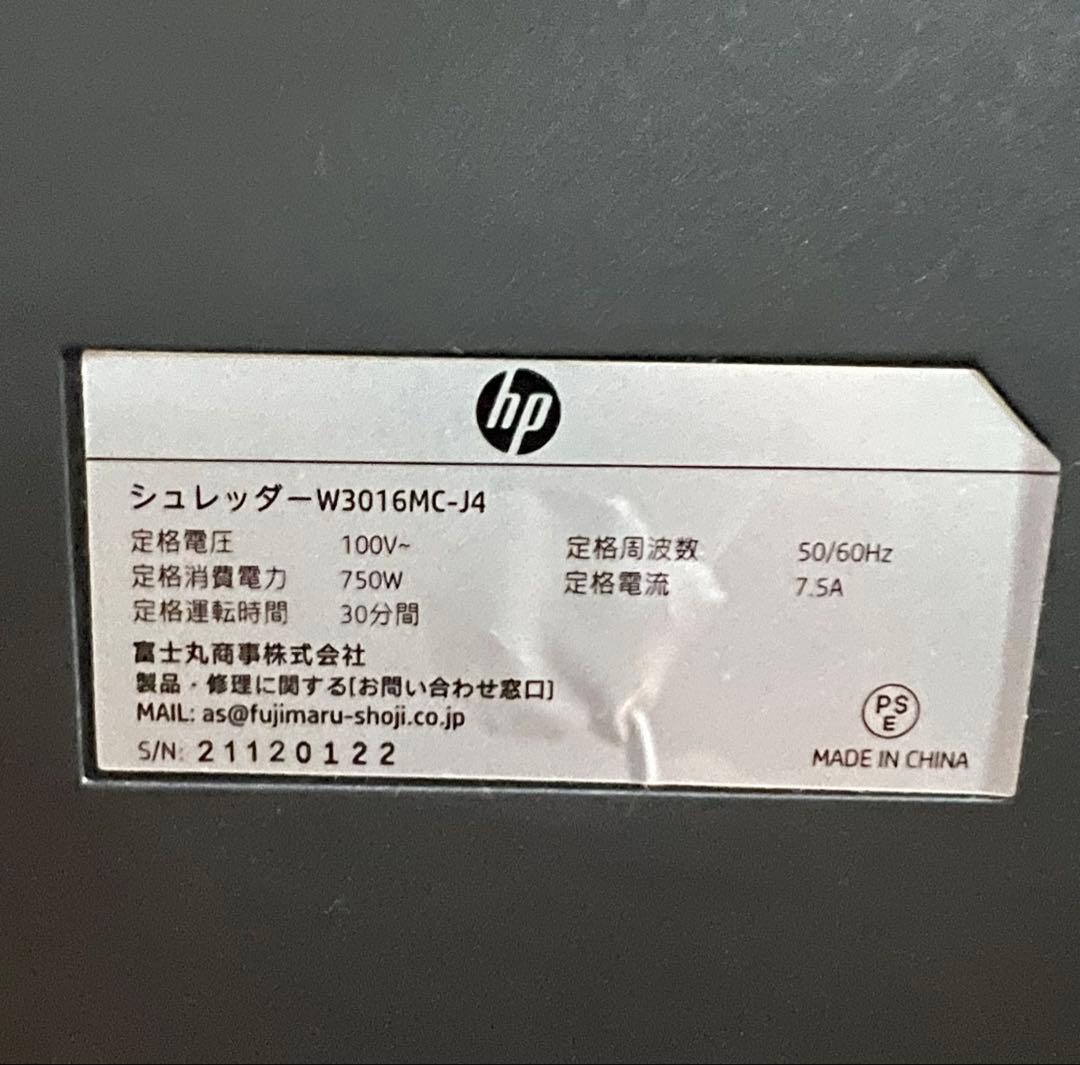 hp
シュレッダーW3016MC-J4
定格電圧 100V~ 定格周波数 50/60Hz
定格消費電力 750W 定格電流 7.5A
定格運転時間 30分間
富士丸商事株式会社
製品・修理に関する[お問い合わせ窓口]
MAIL: as@fujimaru-shoji.co.jp
S/N: 21120122
PS
E
MADE IN CHINA